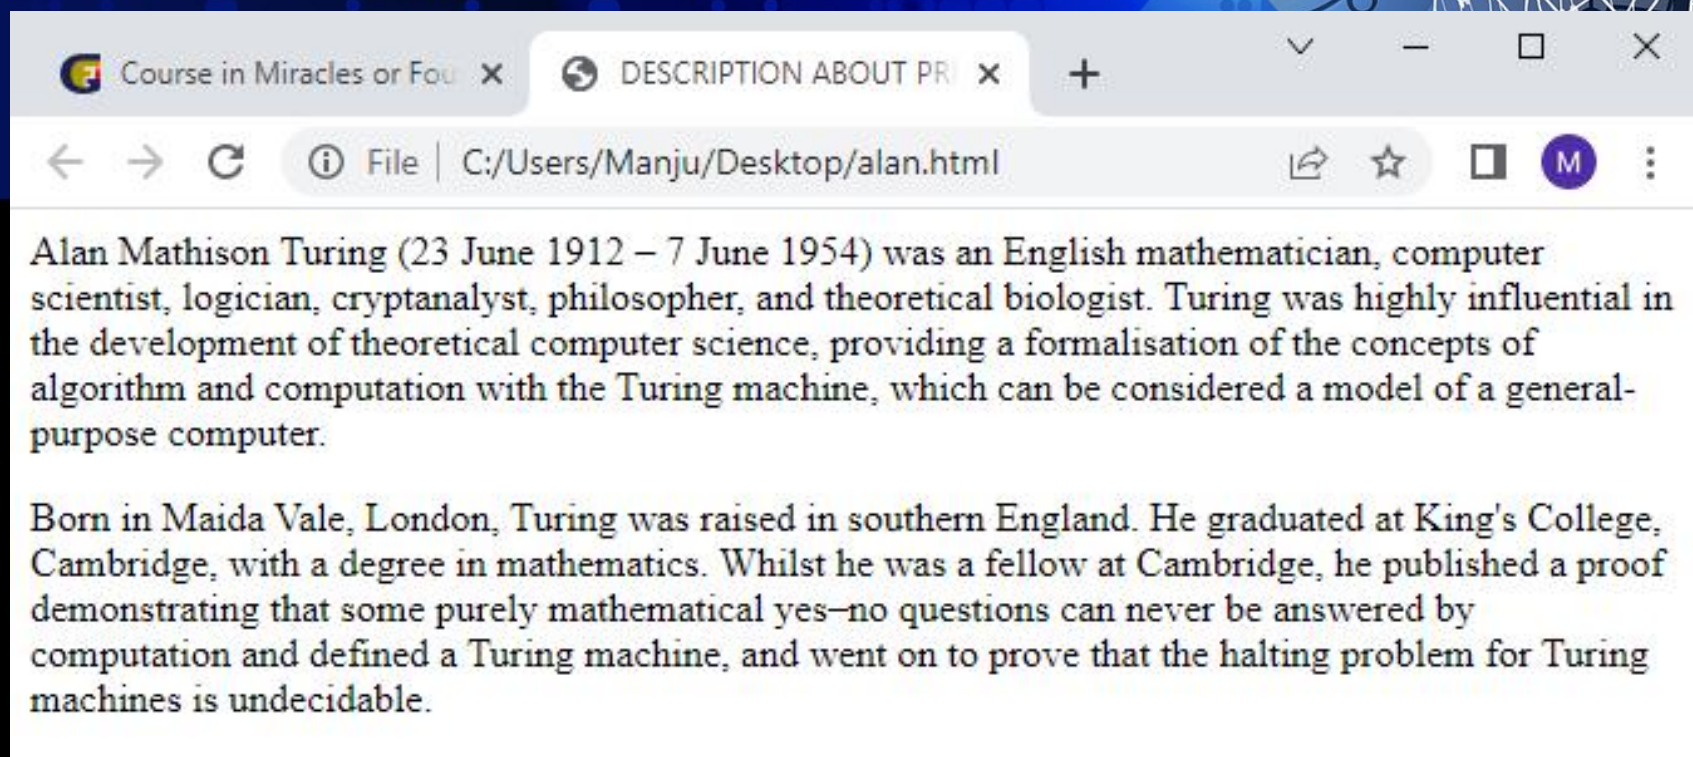 Course in Miracles or Fou
DESCRIPTION ABOUT PR
File
C:/Users/Manju/Desktop/alan.html
M
Alan Mathison Turing (23 June 1912 – 7 June 1954) was an English mathematician, computer
scientist, logician, cryptanalyst, philosopher, and theoretical biologist. Turing was highly influential in
the development of theoretical computer science, providing a formalisation of the concepts of
algorithm and computation with the Turing machine, which can be considered a model of a general-
purpose computer.
Born in Maida Vale, London, Turing was raised in southern England. He graduated at King's College,
Cambridge, with a degree in mathematics. Whilst he was a fellow at Cambridge, he published a proof
demonstrating that some purely mathematical yes–no questions can never be answered by
computation and defined a Turing machine, and went on to prove that the halting problem for Turing
machines is undecidable.